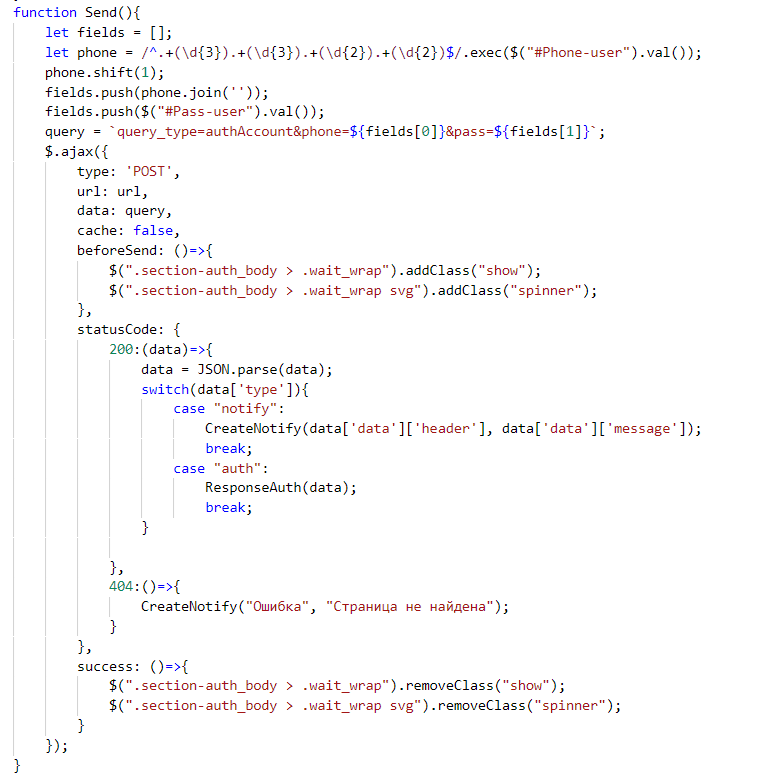 function Send(){
    let fields = [];
    let phone = /^.+(\d{3}).+(\d{3}).+(\d{2}).+(\d{2})$/.exec($("#Phone-user").val());
    phone.shift(1);
    fields.push(phone.join(''));
    fields.push($("#Pass-user").val());
    query = `query_type=authAccount&phone=${fields[0]}&pass=${fields[1]}`;
    $.ajax({
        type: 'POST',
        url: url,
        data: query,
        cache: false,
        beforeSend: ()=>{
            $(".section-auth_body > .wait_wrap").addClass("show");
            $(".section-auth_body > .wait_wrap svg").addClass("spinner");
        },
        statusCode: {
            200:(data)=>{
                data = JSON.parse(data);
                switch(data['type']){
                    case "notify":
                        CreateNotify(data['data']['header'], data['data']['message']);
                        break;
                    case "auth":
                        ResponseAuth(data);
                        break;
                }

            },
            404:()=>{
                CreateNotify("Ошибка", "Страница не найдена");
            }
        },
        success: ()=>{
            $(".section-auth_body > .wait_wrap").removeClass("show");
            $(".section-auth_body > .wait_wrap svg").removeClass("spinner");
        }
    });
}